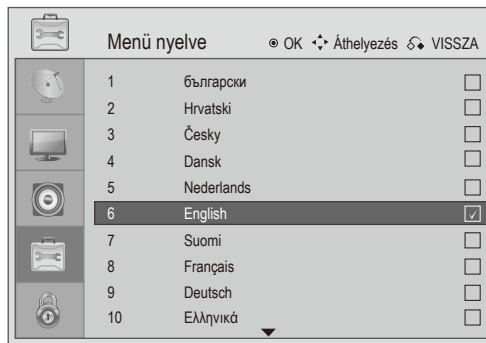 Menü nyelve OK Áthelyezés VISSZA
1 български
2 Hrvatski
3 Česky
4 Dansk
5 Nederlands
6 English
7 Suomi
8 Français
9 Deutsch
10 Ελληνικά